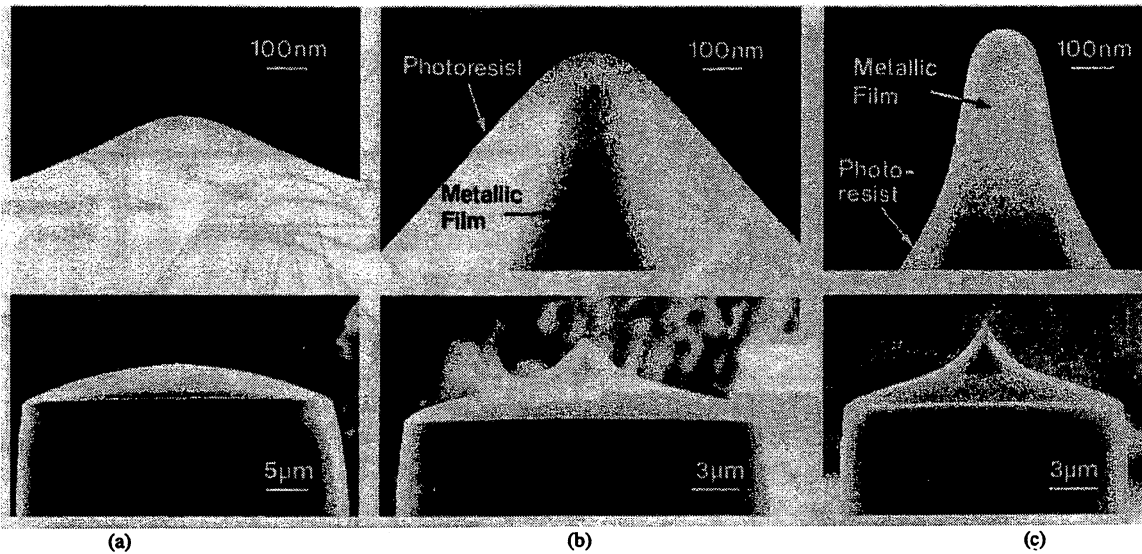 100nm
Photoresist
100nm
Metallic
Film
100nm
Metallic
Film
Photo-
resist
5μm
3μm
3μm
(a)
(b)
(c)